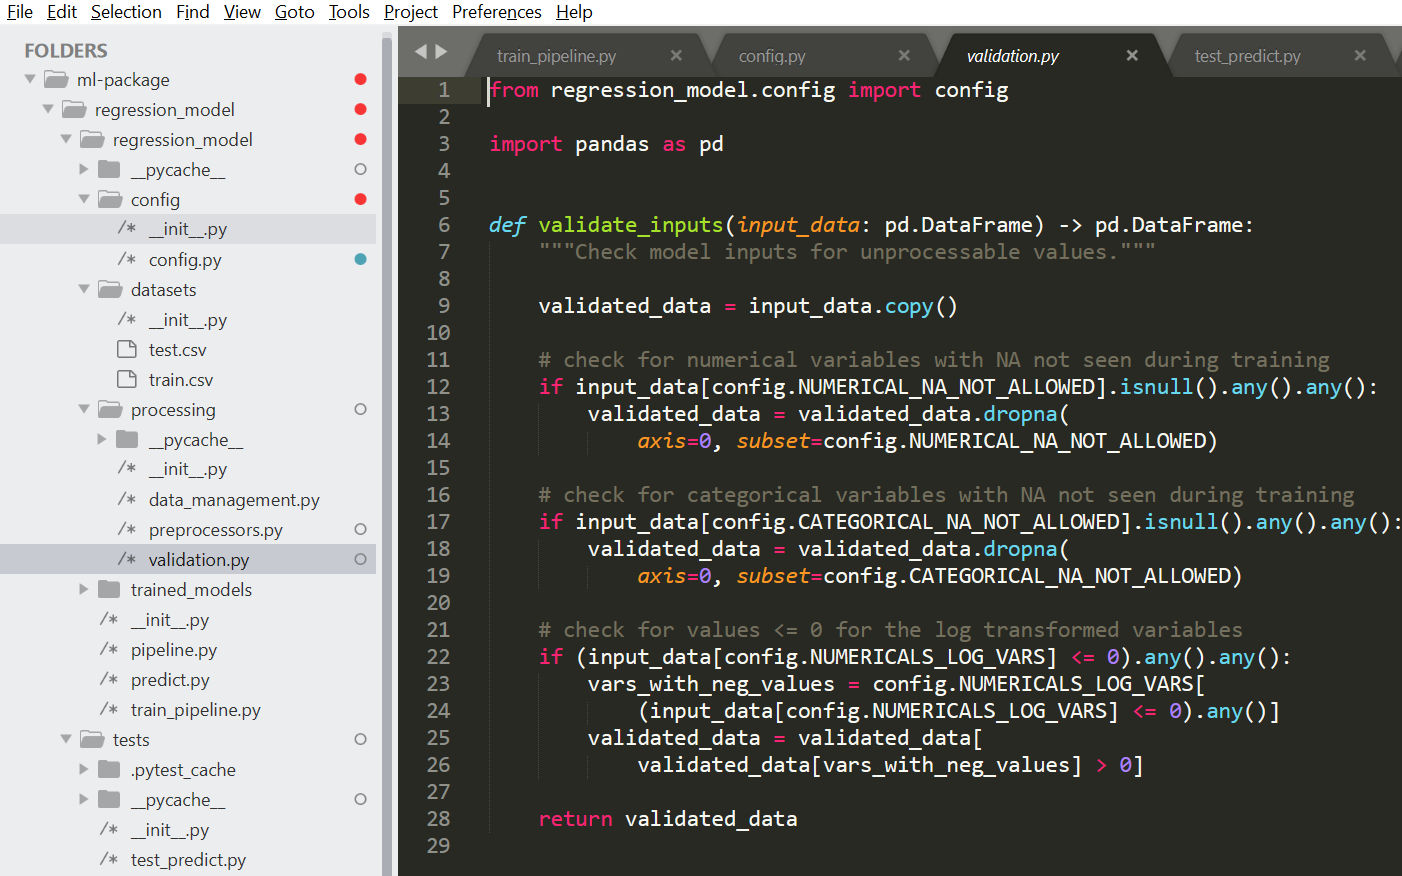 File Edit Selection Find View Goto Tools Project Preferences Help
FOLDERS
ml-package
regression_model
regression_model
__pycache__
config
/* __init__.py
/* config.py
datasets
/* __init__.py
test.csv
train.csv
processing
__pycache__
/* __init__.py
/* data_management.py
/* preprocessors.py
/* validation.py
trained_models
/* __init__.py
/* pipeline.py
/* predict.py
/* train_pipeline.py
tests
.pytest_cache
__pycache__
/* __init__.py
/* test_predict.py
train_pipeline.py × config.py × validation.py × test_predict.py ×
1 from regression_model.config import config
2
3 import pandas as pd
4
5
6 def validate_inputs(input_data: pd.DataFrame) -> pd.DataFrame:
7     """Check model inputs for unprocessable values."""
8
9     validated_data = input_data.copy()
10
11     # check for numerical variables with NA not seen during training
12     if input_data[config.NUMERICAL_NA_NOT_ALLOWED].isnull().any().any():
13         validated_data = validated_data.dropna(
14             axis=0, subset=config.NUMERICAL_NA_NOT_ALLOWED)
15
16     # check for categorical variables with NA not seen during training
17     if input_data[config.CATEGORICAL_NA_NOT_ALLOWED].isnull().any().any():
18         validated_data = validated_data.dropna(
19             axis=0, subset=config.CATEGORICAL_NA_NOT_ALLOWED)
20
21     # check for values <= 0 for the log transformed variables
22     if (input_data[config.NUMERICALS_LOG_VARS] <= 0).any().any():
23         vars_with_neg_values = config.NUMERICALS_LOG_VARS[
24             (input_data[config.NUMERICALS_LOG_VARS] <= 0).any()]
25         validated_data = validated_data[
26             validated_data[vars_with_neg_values] > 0]
27
28     return validated_data
29